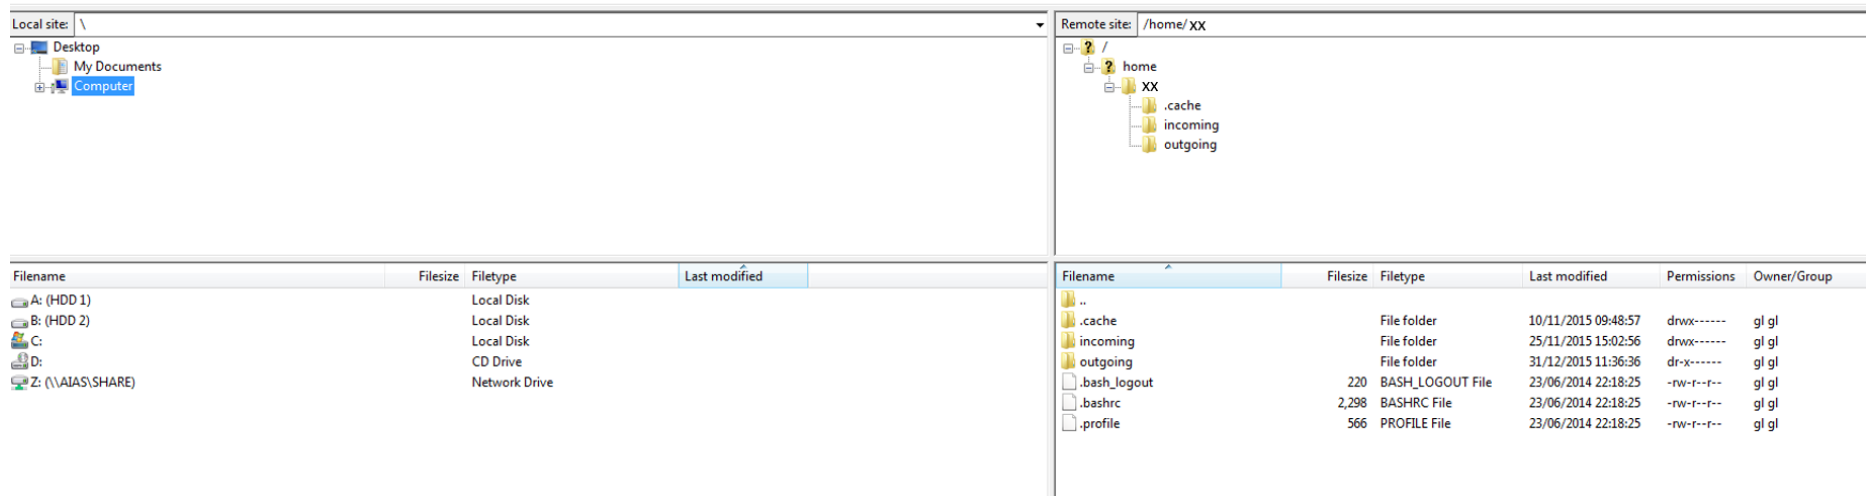 Local site: \
Desktop
My Documents
Computer
Filename Filesize Filetype Last modified
A: (HDD 1) Local Disk
B: (HDD 2) Local Disk
C: Local Disk
D: CD Drive
Z: (\\AIAS\SHARE) Network Drive
Remote site: /home/ XX
? /
? home
XX
.cache
incoming
outgoing
Filename Filesize Filetype Last modified Permissions Owner/Group
..
.cache File folder 10/11/2015 09:48:57 drwx------ gl gl
incoming File folder 25/11/2015 15:02:56 drwx------ gl gl
outgoing File folder 31/12/2015 11:36:36 dr-x------ gl gl
.bash_logout 220 BASH_LOGOUT File 23/06/2014 22:18:25 -rw-r--r-- gl gl
.bashrc 2,298 BASHRC File 23/06/2014 22:18:25 -rw-r--r-- gl gl
.profile 566 PROFILE File 23/06/2014 22:18:25 -rw-r--r-- gl gl